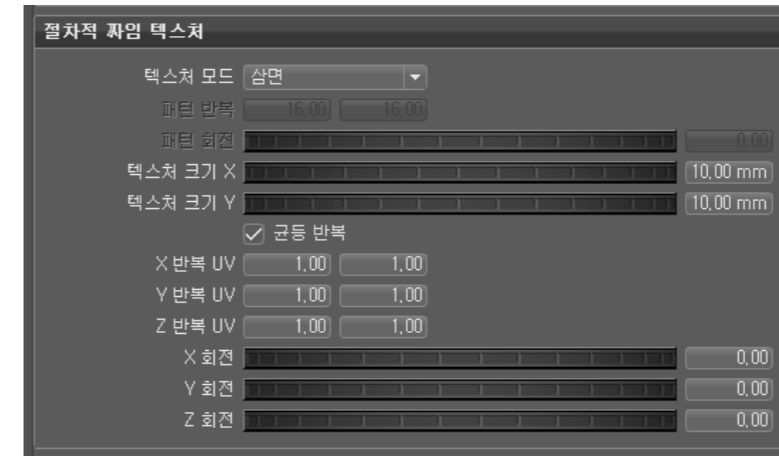 절차적 짜임 텍스처
텍스처 모드 삼면
패턴 반복 16,00 16,00
패턴 회전 0,00
텍스처 크기 X 10,00 mm
텍스처 크기 Y 10,00 mm
균등 반복
X 반복 UV 1,00 1,00
Y 반복 UV 1,00 1,00
Z 반복 UV 1,00 1,00
X 회전 0,00
Y 회전 0,00
Z 회전 0,00